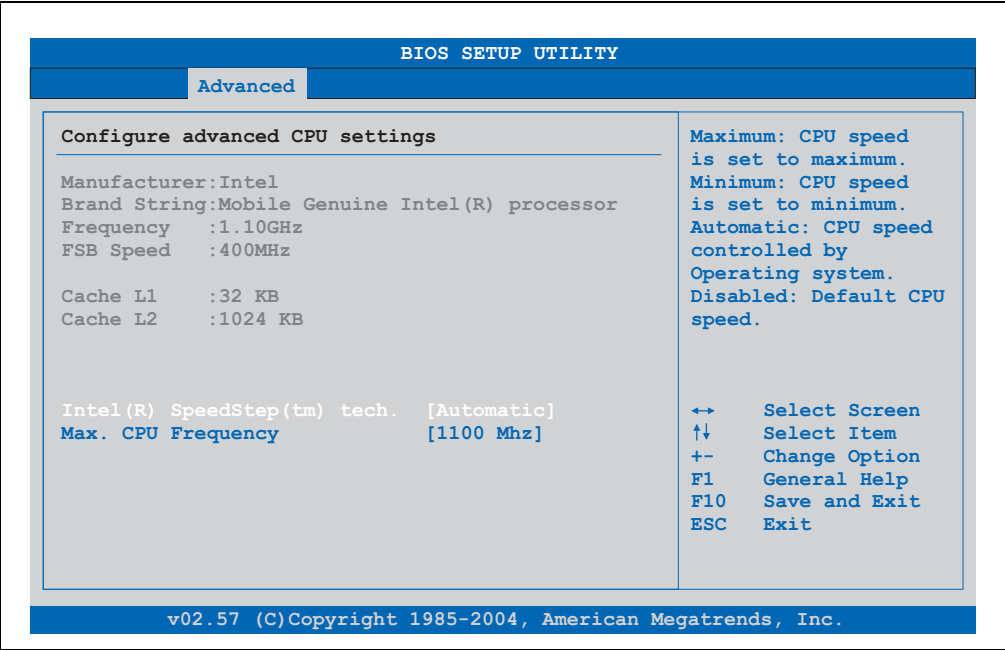 BIOS SETUP UTILITY
Advanced
Configure advanced CPU settings
Manufacturer:Intel
Brand String:Mobile Genuine Intel(R) processor
Frequency :1.10GHz
FSB Speed :400MHz
Cache L1 :32 KB
Cache L2 :1024 KB
Intel(R) SpeedStep(tm) tech. [Automatic]
Max. CPU Frequency [1100 Mhz]
Maximum: CPU speed
is set to maximum.
Minimum: CPU speed
is set to minimum.
Automatic: CPU speed
controlled by
Operating system.
Disabled: Default CPU
speed.
↔ Select Screen
↑↓ Select Item
+- Change Option
F1 General Help
F10 Save and Exit
ESC Exit
v02.57 (C)Copyright 1985-2004, American Megatrends, Inc.